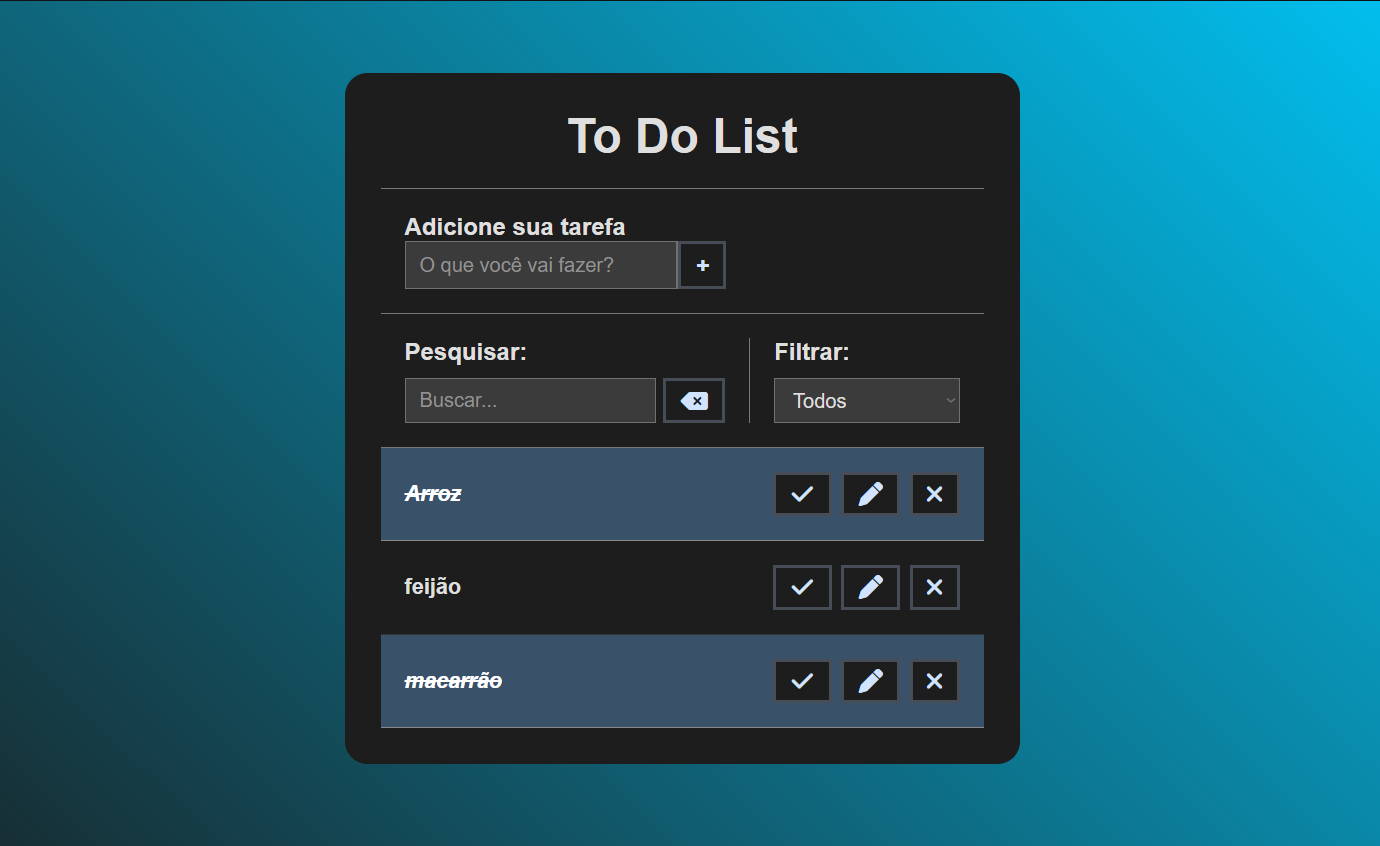 To Do List
Adicione sua tarefa
O que você vai fazer?
+
Pesquisar:
Filtrar:
Buscar...
Todos
Arroz
feijão
macarrão